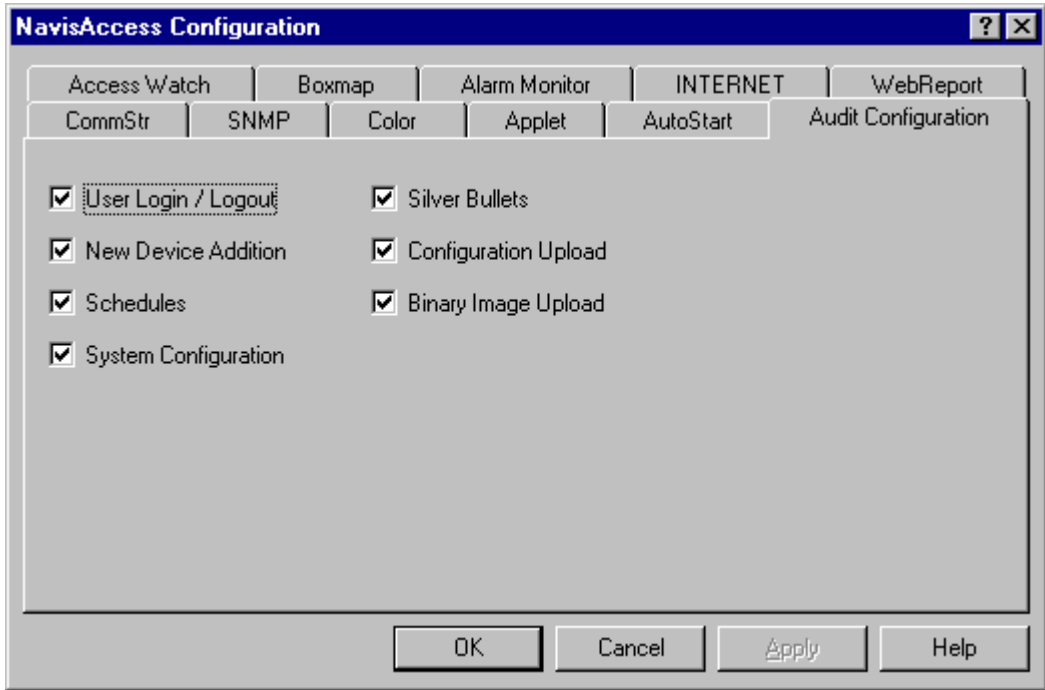 NavisAccess Configuration
Access Watch Boxmap Alarm Monitor INTERNET WebReport
CommStr SNMP Color Applet AutoStart Audit Configuration
User Login / Logout Silver Bullets
New Device Addition Configuration Upload
Schedules Binary Image Upload
System Configuration
OK Cancel Apply Help